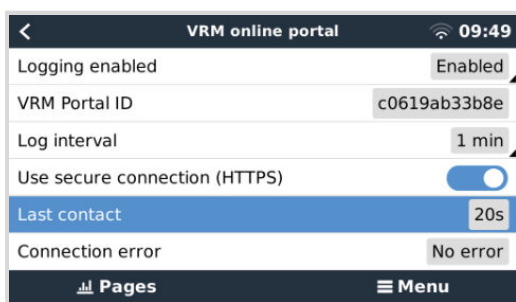 VRM online portal 09:49
Logging enabled Enabled
VRM Portal ID c0619ab33b8e
Log interval 1 min
Use secure connection (HTTPS)
Last contact 20s
Connection error No error
Pages Menu